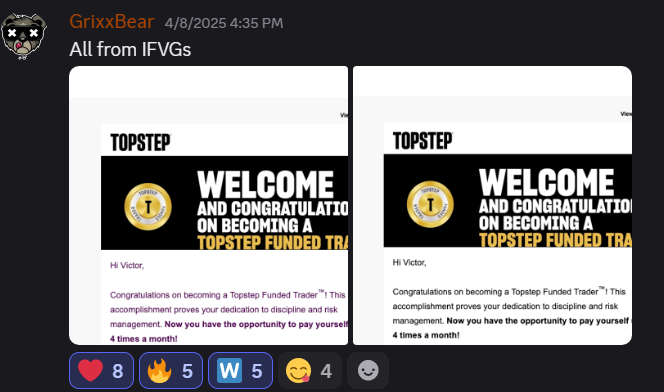 GrixxBear 4/8/2025 4:35 PM
All from IFVGs
TOPSTEP
TOPSTEP
T
WELCOME
AND CONGRATULATIO
ON BECOMING A
TOPSTEP FUNDED TRA
Hi Victor,
Congratulations on becoming a Topstep Funded Trader™! This
accomplishment proves your dedication to discipline and risk
management. Now you have the opportunity to pay yourself
4 times a month!
TOPSTEP
TOPSTEP
T
WELCOME
AND CONGRATULATIO
ON BECOMING A
TOPSTEP FUNDED TRA
Hi Victor,
Congratulations on becoming a Topstep Funded Trader™! This
accomplishment proves your dedication to discipline and risk
management. Now you have the opportunity to pay yourself
4 times a month!
8 5 W 5 4